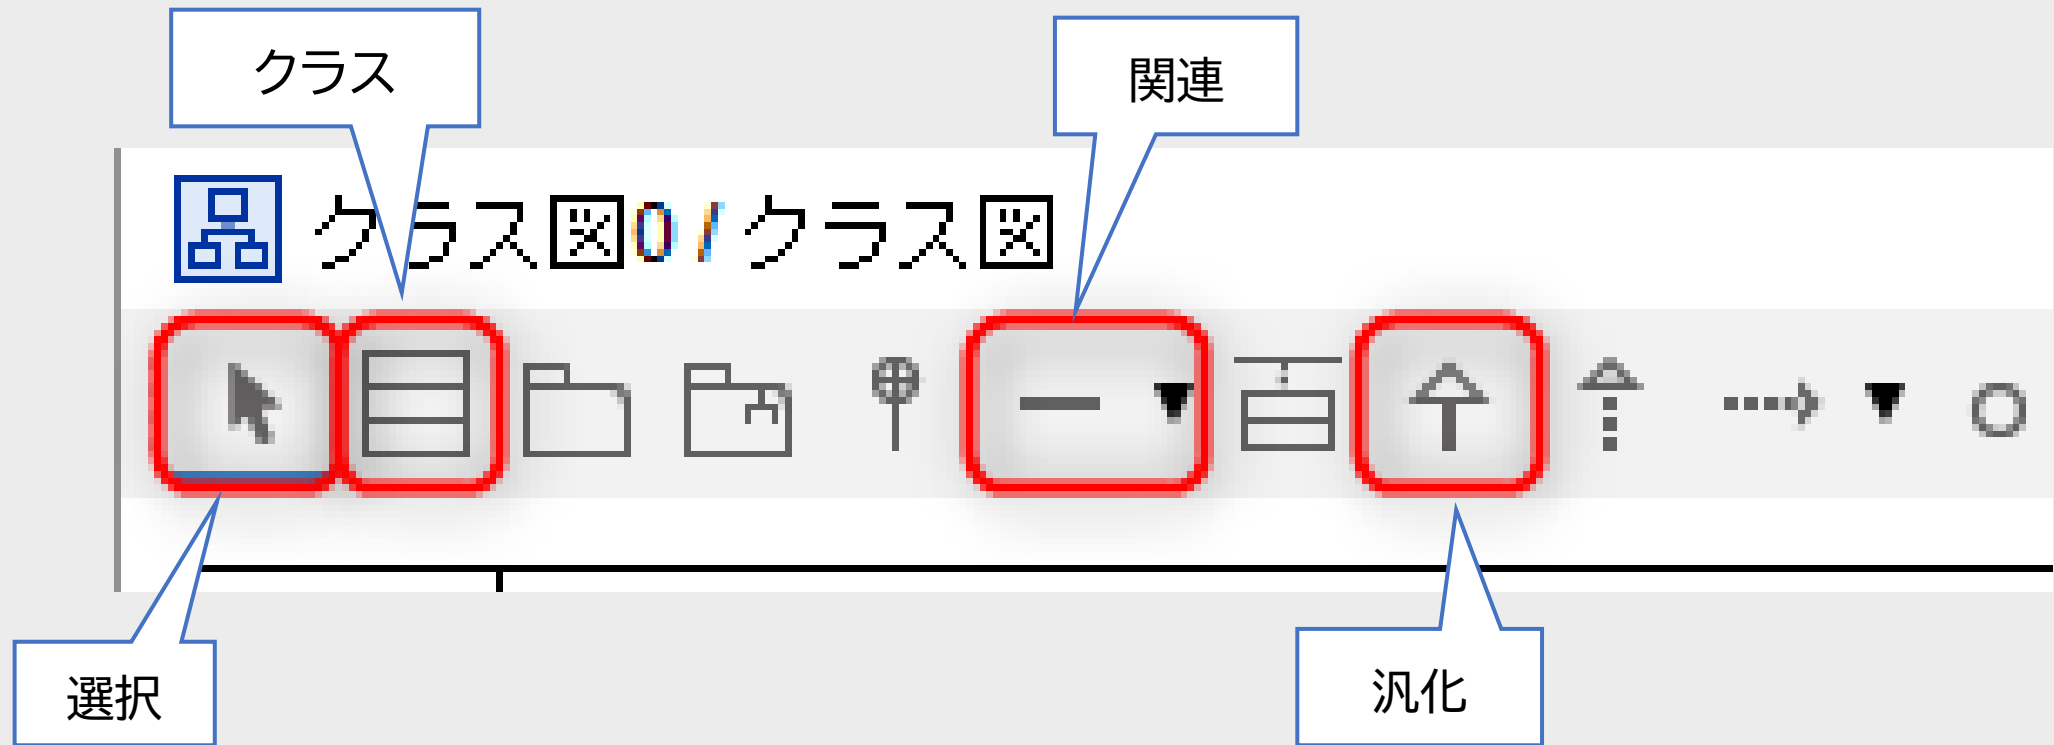 クラス
関連
クラス図0 / クラス図
選択
汎化